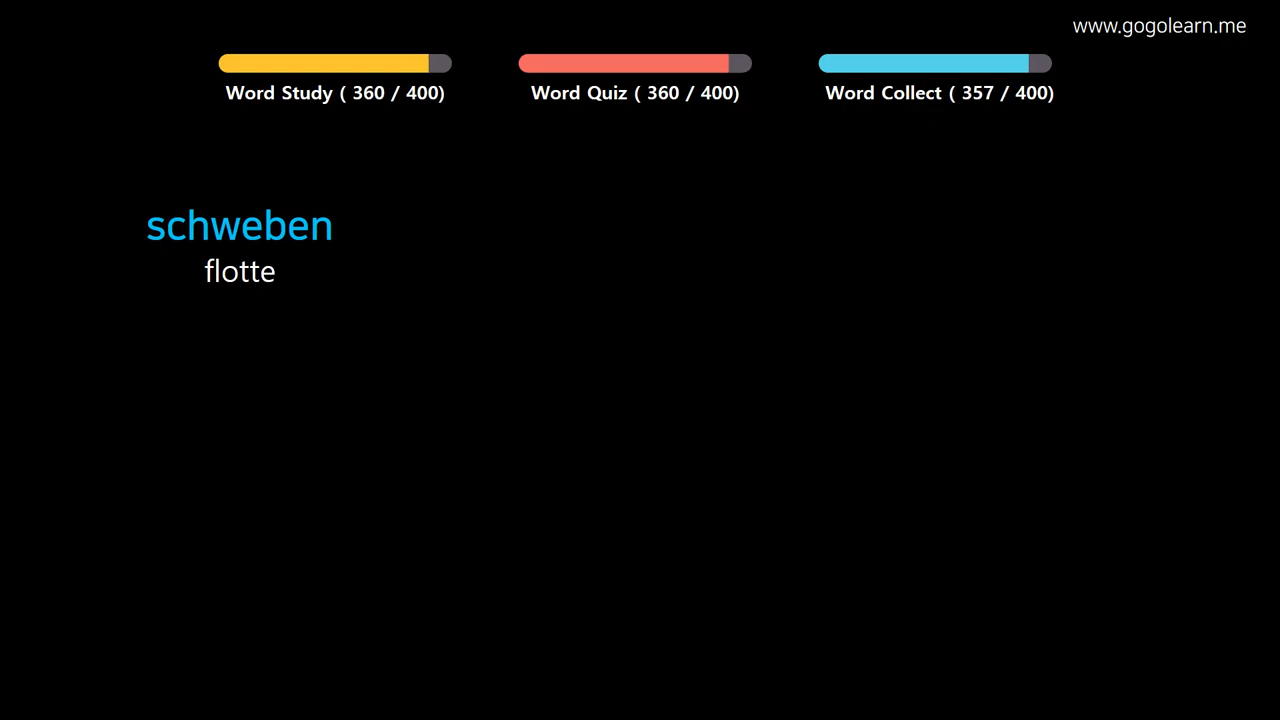 www.gogolearn.me
Word Study ( 360 / 400)
Word Quiz ( 360 / 400)
Word Collect ( 357 / 400)
schweben
flotte